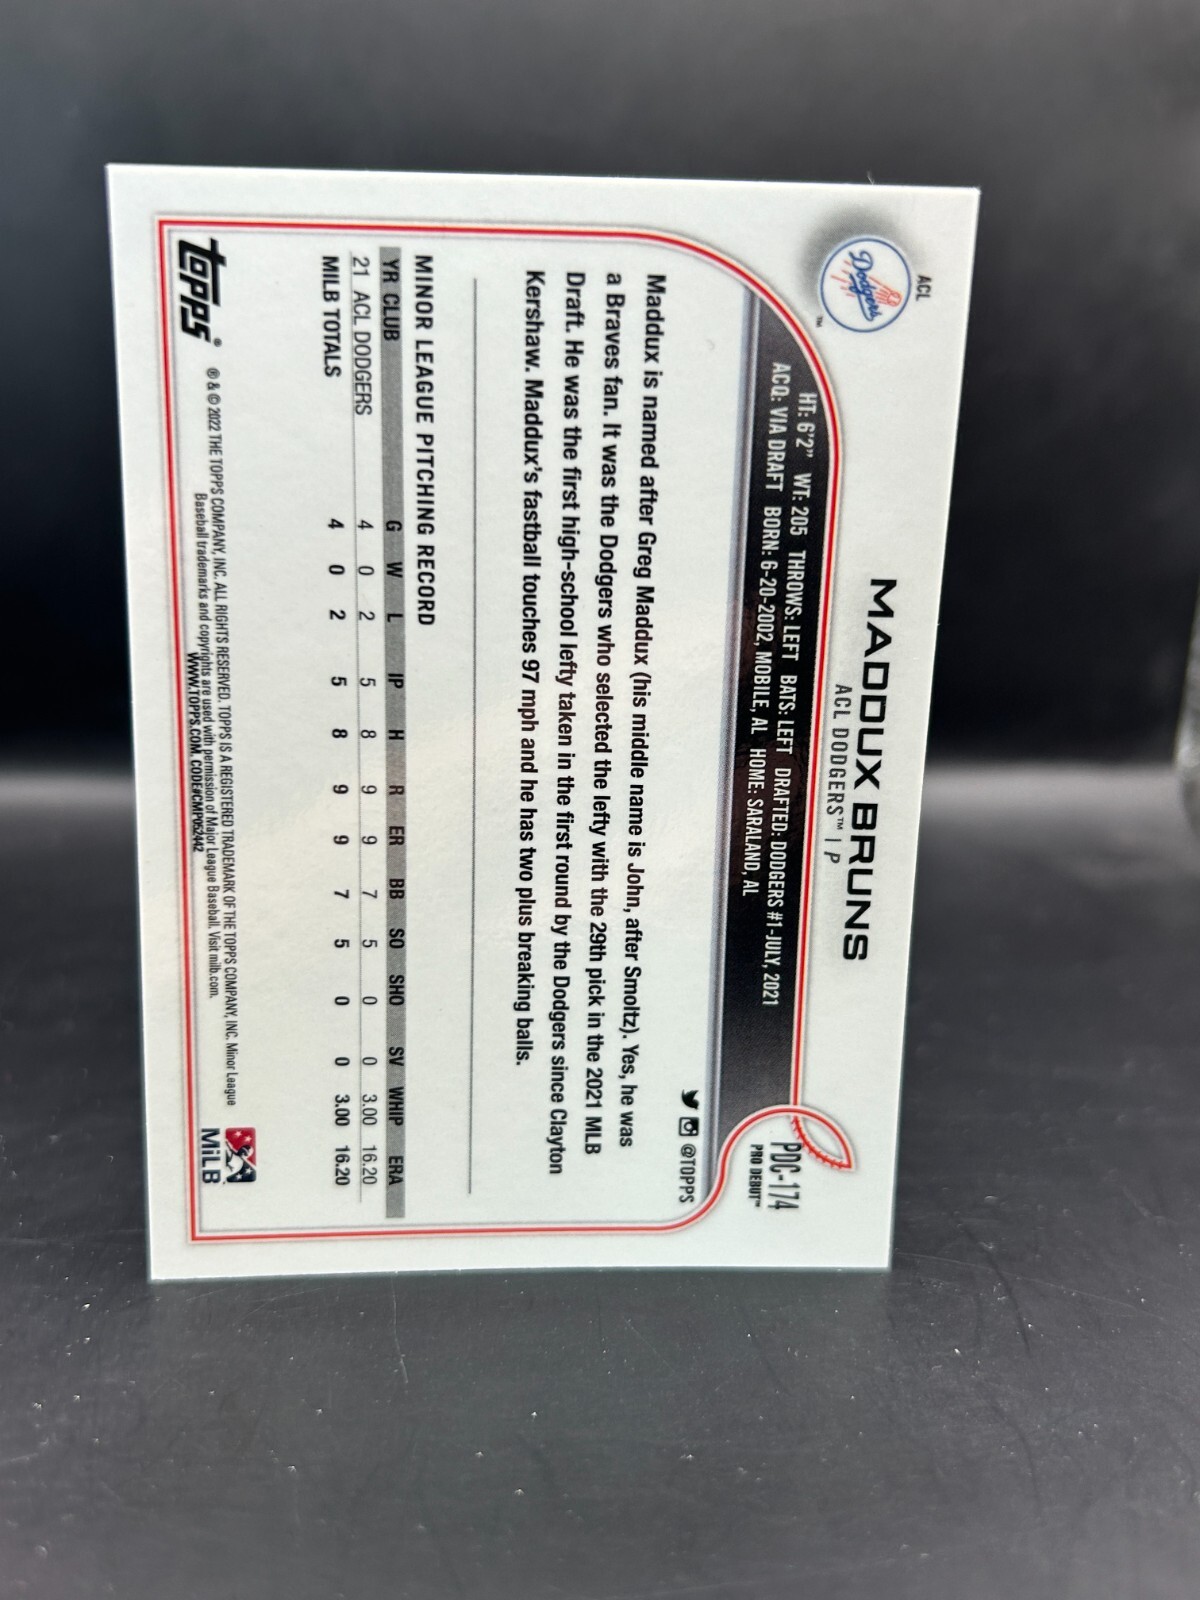 ACL
Dodgers
™
MADDUX BRUNS
ACL DODGERS™ | P
HT: 6'2" WT: 205 THROWS: LEFT BATS: LEFT DRAFTED: DODGERS #1-JULY, 2021
ACQ: VIA DRAFT BORN: 6-20-2002, MOBILE, AL HOME: SARALAND, AL
PDC-174
PRO DEBUT™
@TOPPS
Maddux is named after Greg Maddux (his middle name is John, after Smoltz). Yes, he was
a Braves fan. It was the Dodgers who selected the lefty with the 29th pick in the 2021 MLB
Draft. He was the first high-school lefty taken in the first round by the Dodgers since Clayton
Kershaw. Maddux's fastball touches 97 mph and he has two plus breaking balls.
MINOR LEAGUE PITCHING RECORD
YR CLUB G W L IP H R ER BB SO SHO SV WHIP ERA
21 ACL DODGERS 4 0 2 5 8 9 9 7 5 0 0 3.00 16.20
MILB TOTALS 4 0 2 5 8 9 9 7 5 0 0 3.00 16.20
topps®
® & © 2022 THE TOPPS COMPANY, INC. ALL RIGHTS RESERVED. TOPPS IS A REGISTERED TRADEMARK OF THE TOPPS COMPANY, INC. Minor League
Baseball trademarks and copyrights are used with permission of Major League Baseball. Visit milb.com.
WWW.TOPPS.COM. CODE#CMP052442
MiLB